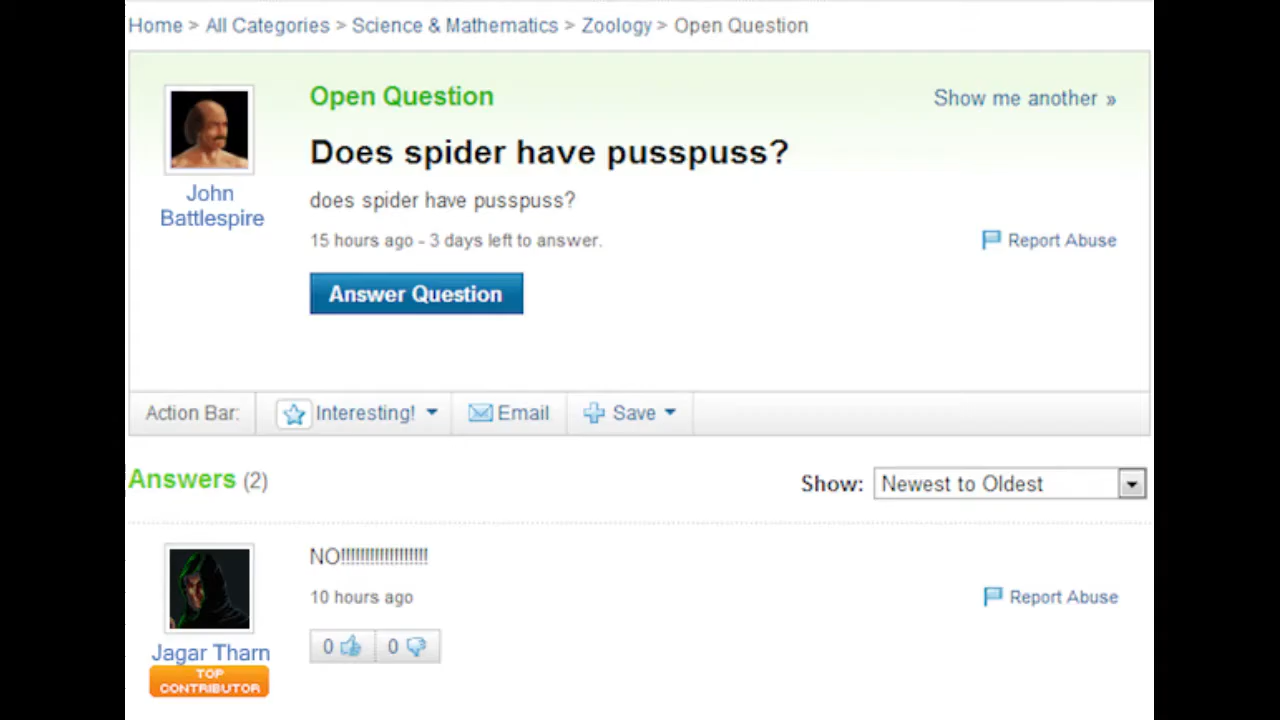 Home > All Categories > Science & Mathematics > Zoology > Open Question
Open Question
Show me another »
Does spider have pusspuss?
John
Battlespire
does spider have pusspuss?
15 hours ago - 3 days left to answer.
Report Abuse
Answer Question
Action Bar: Interesting! Email Save
Answers (2)
Show: Newest to Oldest
NO!!!!!!!!!!!!!!!!!!
10 hours ago
Report Abuse
0 0
Jagar Tharn
TOP
CONTRIBUTOR